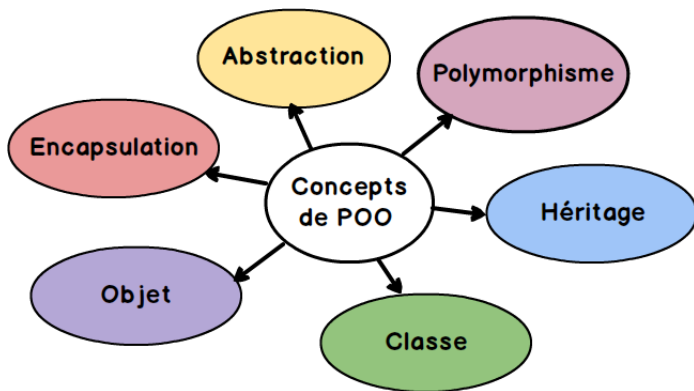 Abstraction
Polymorphisme
Encapsulation
Concepts
de POO
Héritage
Objet
Classe